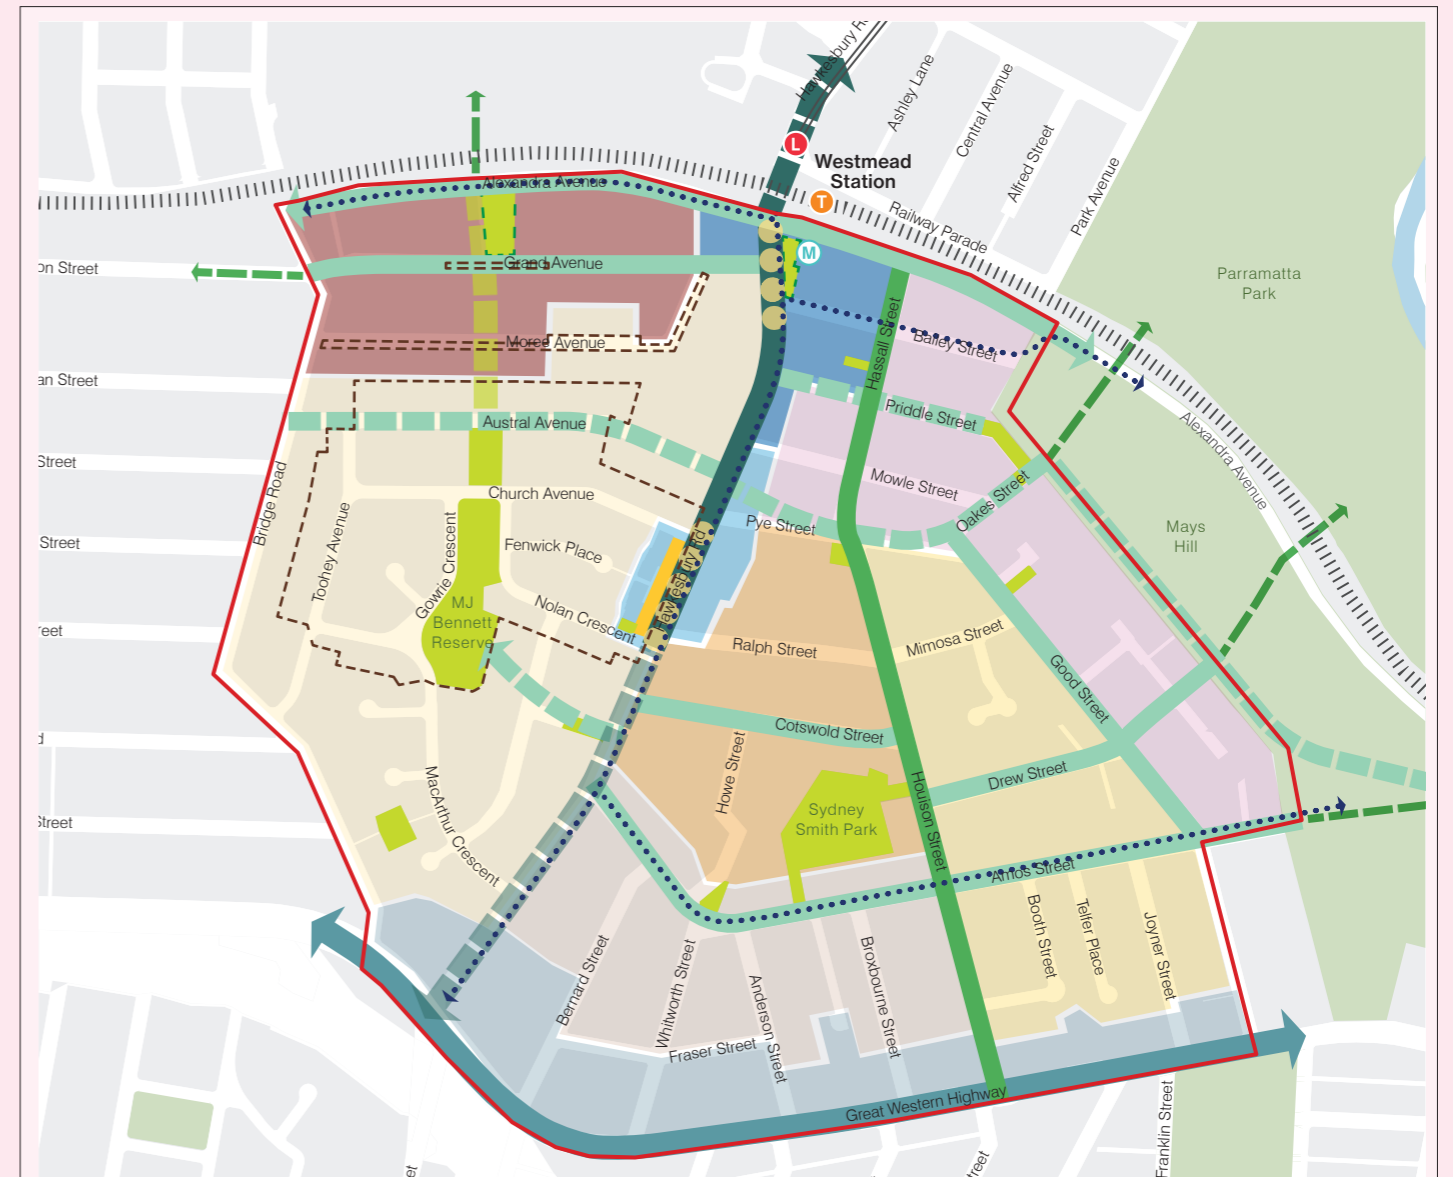 Hawkesbury R
Ashley Lane
Central Avenue
Alfred Street
Park Avenue
L
Westmead
Station
T
Railway Parade
Alexandra Avenue
M
on Street
Grand Avenue
Parramatta
Park
Hassall Street
Bailey Street
Moree Avenue
an Street
Priddle Street
Austral Avenue
Alexandra Avenue
Street
Bridge Road
Mowle Street
Church Avenue
Oakes Street
Pye Street
Mays
Hill
Street
Toohey Avenue
Gowrie Crescent
Fenwick Place
Hawkesbury Rd
MJ
Bennett
Reserve
Nolan Crescent
reet
Ralph Street
Mimosa Street
Good Street
Cotswold Street
d
Howe Street
Drew Street
MacArthur Crescent
Sydney
Smith Park
Houison Street
Street
Amos Street
Booth Street
Telfer Place
Joyner Street
Bernard Street
Whitworth Street
Anderson Street
Broxbourne Street
Fraser Street
Great Western Highway
Franklin Street
et
treet